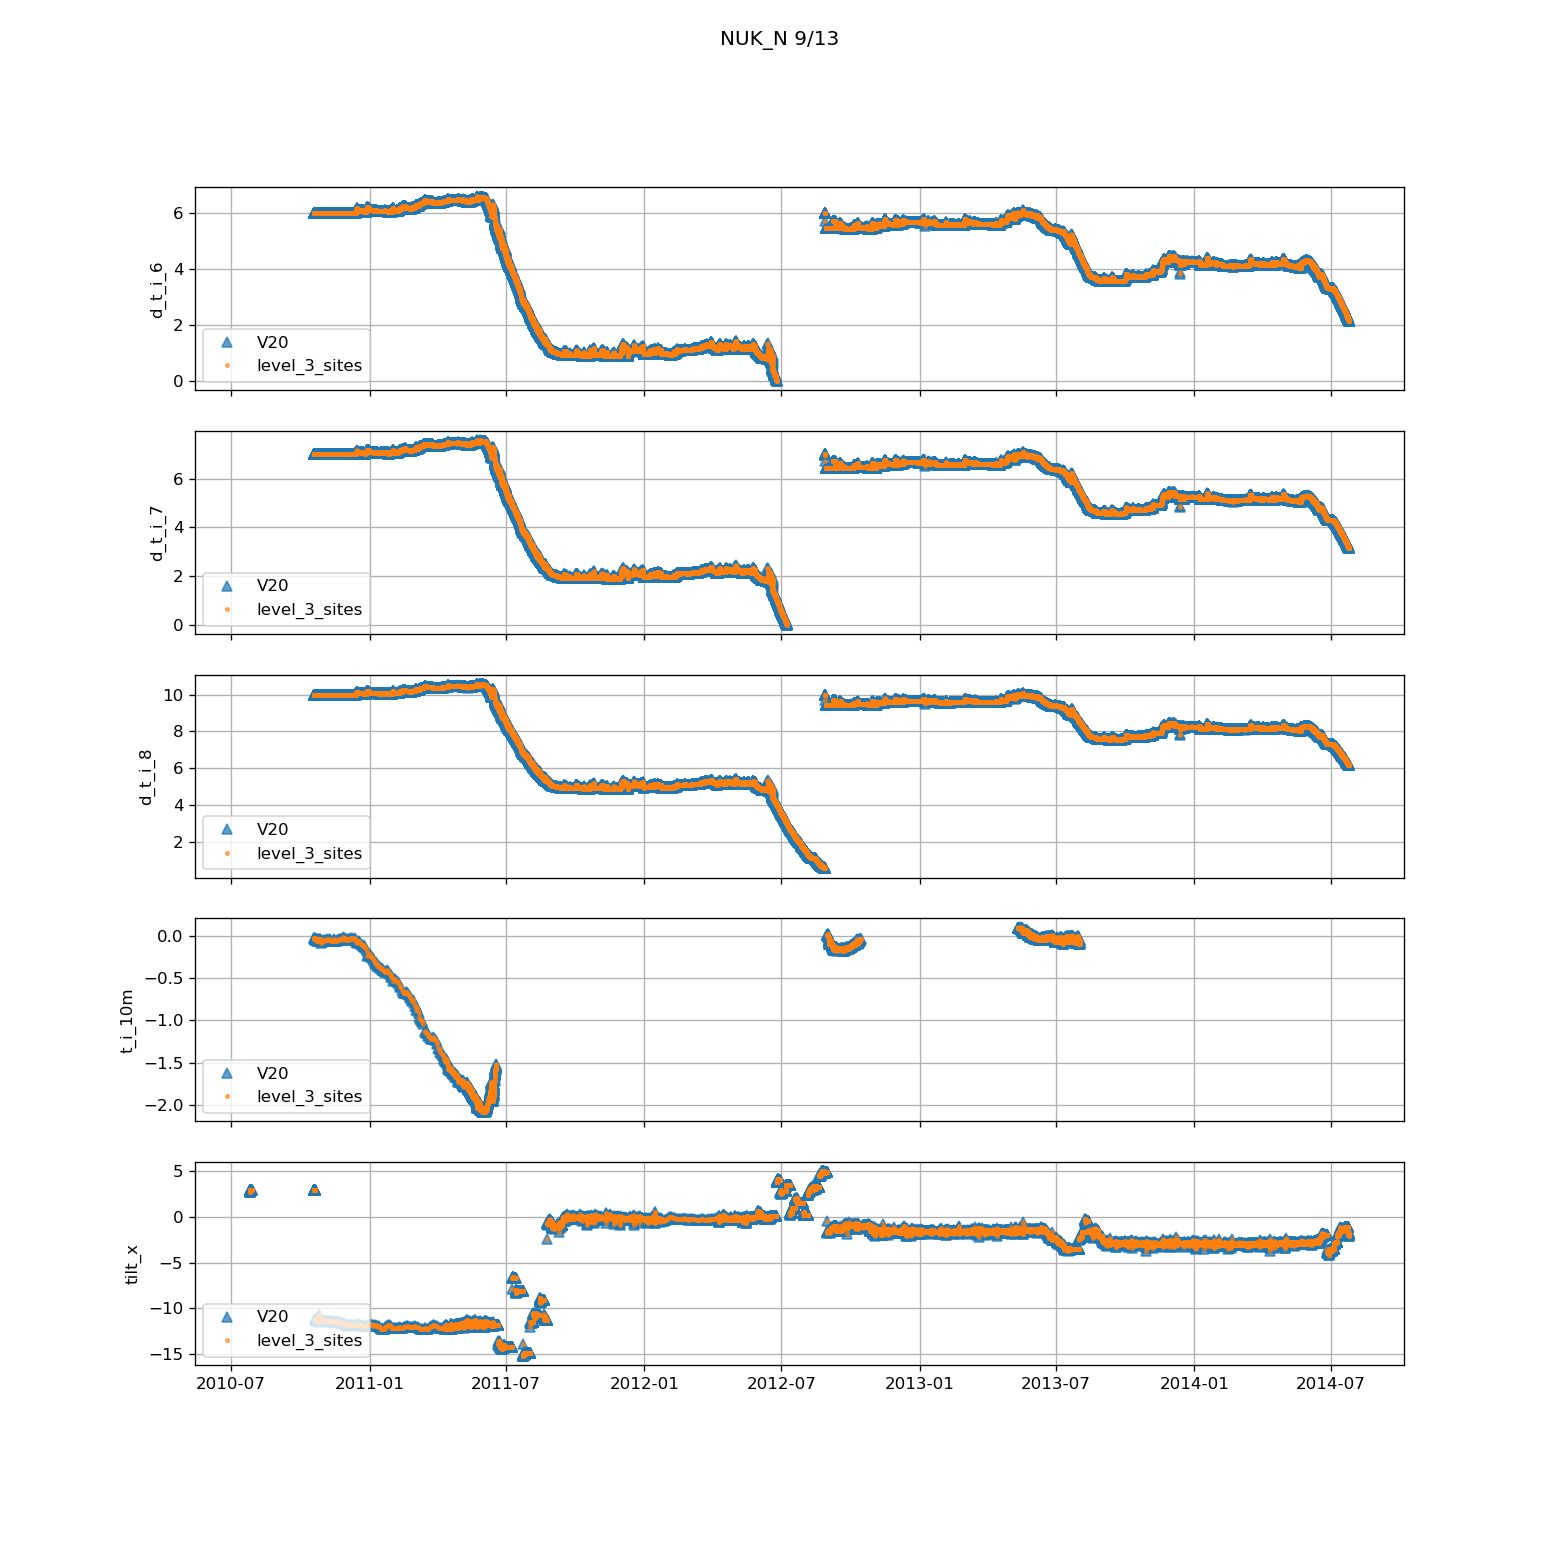 NUK_N 9/13
6
4
2
0
d_t_i_6
V20
level_3_sites
6
4
2
0
d_t_i_7
V20
level_3_sites
10
8
6
4
2
d_t_i_8
V20
level_3_sites
0.0
−0.5
−1.0
−1.5
−2.0
t_i_10m
V20
level_3_sites
5
0
−5
−10
−15
tilt_x
V20
level_3_sites
2010-07 2011-01 2011-07 2012-01 2012-07 2013-01 2013-07 2014-01 2014-07